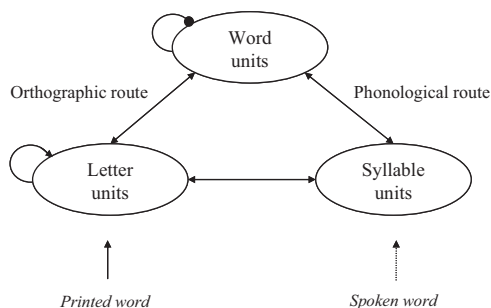 Word
units
Orthographic route
Phonological route
Letter
units
Syllable
units
Printed word
Spoken word